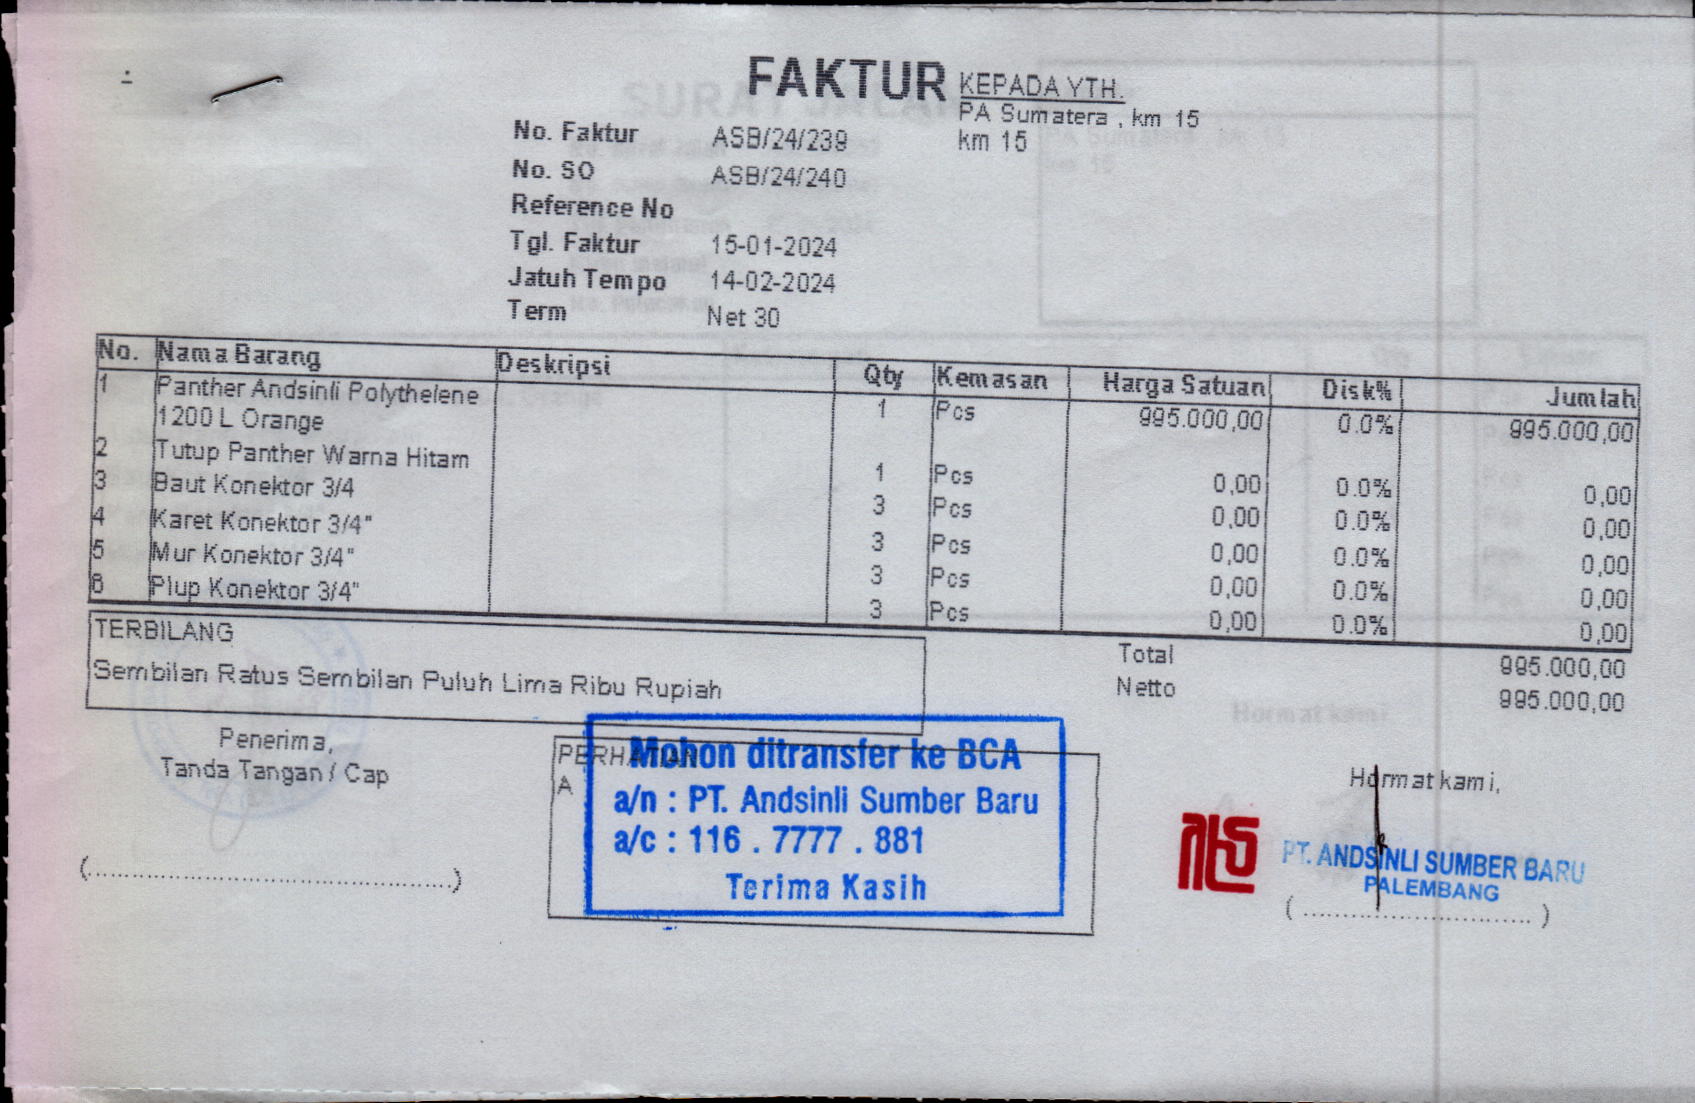 FAKTUR
KEPADA YTH.
PA Sumatera , km 15
km 15
No. Faktur ASB/24/239
No. SO ASB/24/240
Reference No
Tgl. Faktur 15-01-2024
Jatuh Tempo 14-02-2024
Term Net 30
No. Nama Barang Deskripsi Qty Kemasan Harga Satuan Disk% Jumlah
1 Panther Andsinli Polythelene 1 Pcs 995.000,00 0.0% 995.000,00
1200 L Orange
2 Tutup Panther Warna Hitam 1 Pcs 0,00 0.0% 0,00
3 Baut Konektor 3/4 3 Pcs 0,00 0.0% 0,00
4 Karet Konektor 3/4" 3 Pcs 0,00 0.0% 0,00
5 Mur Konektor 3/4" 3 Pcs 0,00 0.0% 0,00
6 Plup Konektor 3/4" 3 Pcs 0,00 0.0% 0,00
TERBILANG
Sembilan Ratus Sembilan Puluh Lima Ribu Rupiah
Total 995.000,00
Netto 995.000,00
Penerima,
Tanda Tangan / Cap
(..........................................)
PERHATIAN
A
Mohon ditransfer ke BCA
a/n : PT. Andsinli Sumber Baru
a/c : 116 . 7777 . 881
Terima Kasih
Hormat kami,
PT. ANDSINLI SUMBER BARU
PALEMBANG
( ............................ )